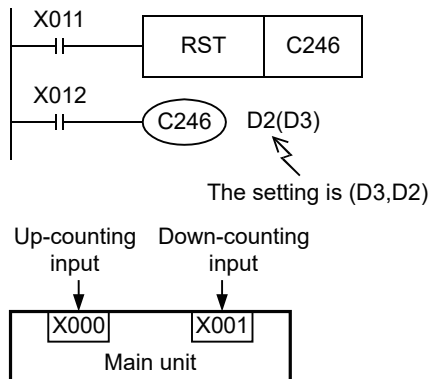 X011
RST C246
X012
C246 D2(D3)
The setting is (D3,D2)
Up-counting input
Down-counting input
X000 X001
Main unit